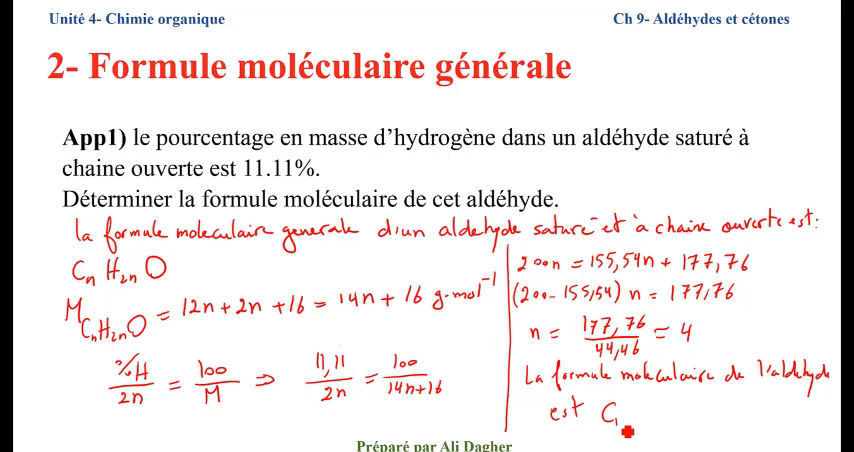 Unité 4- Chimie organique
Ch 9- Aldéhydes et cétones
2- Formule moléculaire générale
App1) le pourcentage en masse d’hydrogène dans un aldéhyde saturé à
chaine ouverte est 11.11%.
Déterminer la formule moléculaire de cet aldéhyde.
la formule moleculaire generale d'un aldehyde saturé et à chaine ouverte est:
CnH2nO
M CnH2nO = 12n + 2n + 16 = 14n + 16 g.mol⁻¹
%H/2n = 100/M ⇒ 11,11/2n = 100/14n+16
200n = 155,54n + 177,76
(200-155,54) n = 177,76
n = 177,76/44,46 = 4
La formule moleculaire de l'aldehyde
est C
Préparé par Ali Dagher